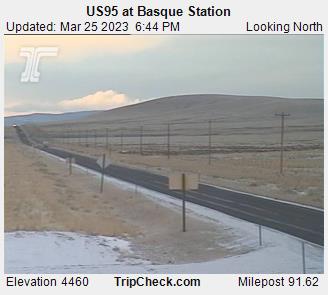 US95 at Basque Station
Updated: Mar 25 2023 6:44 PM Looking North
Elevation 4460 TripCheck.com Milepost 91.62